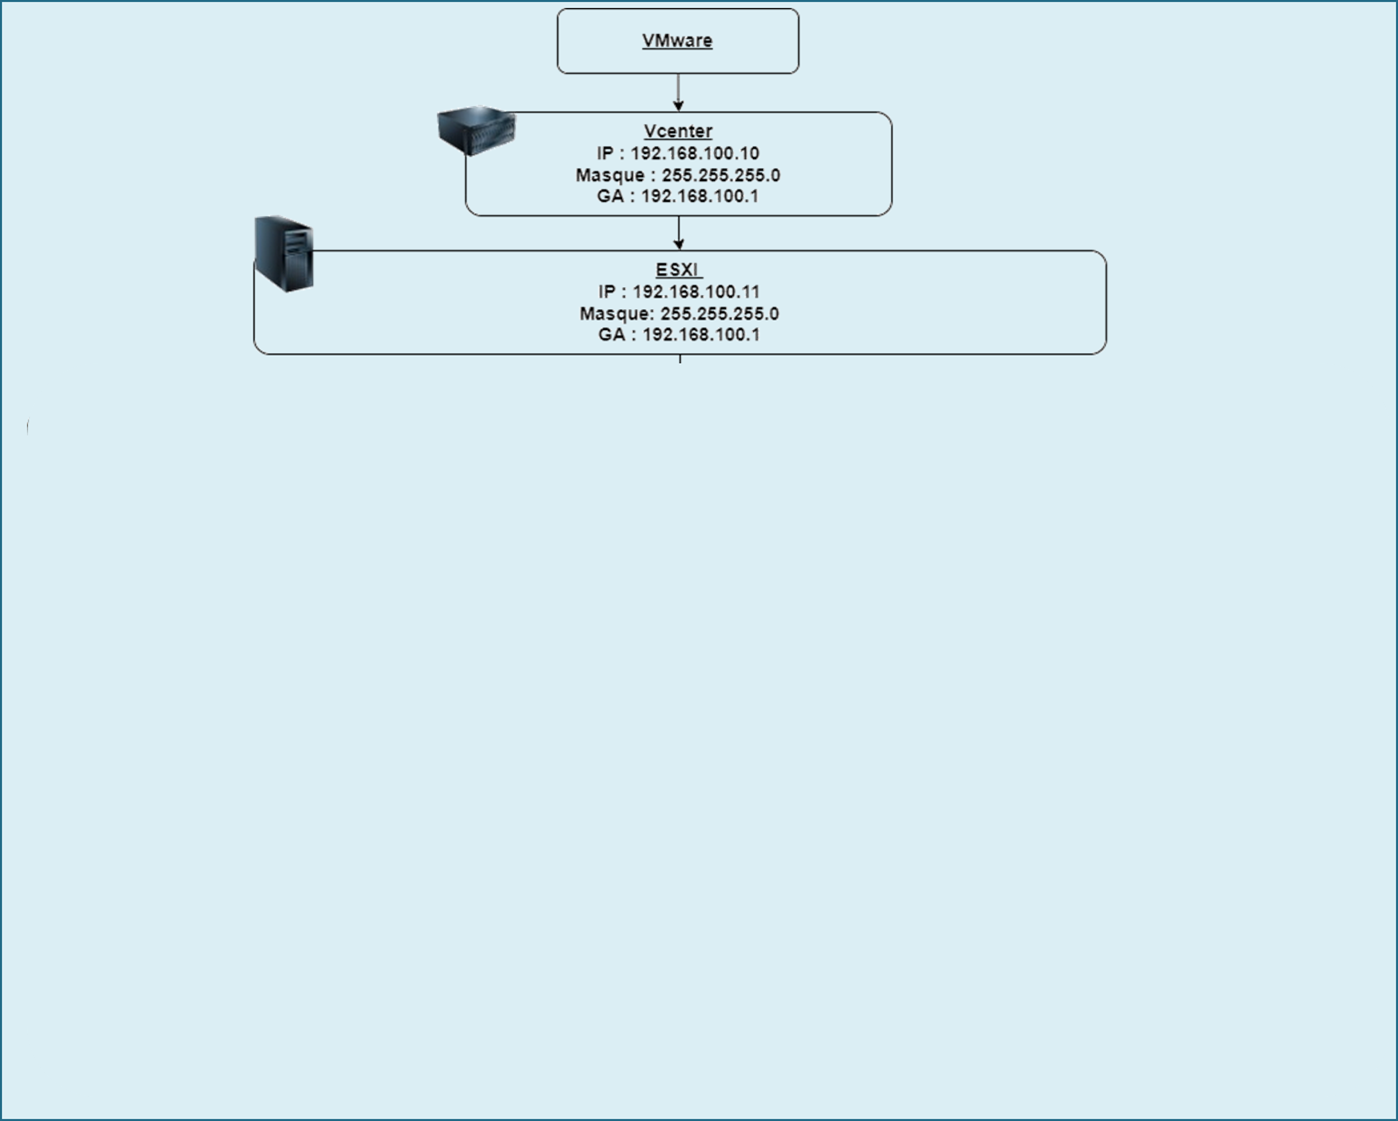 VMware
Vcenter
IP : 192.168.100.10
Masque : 255.255.255.0
GA : 192.168.100.1
ESXI
IP : 192.168.100.11
Masque: 255.255.255.0
GA : 192.168.100.1